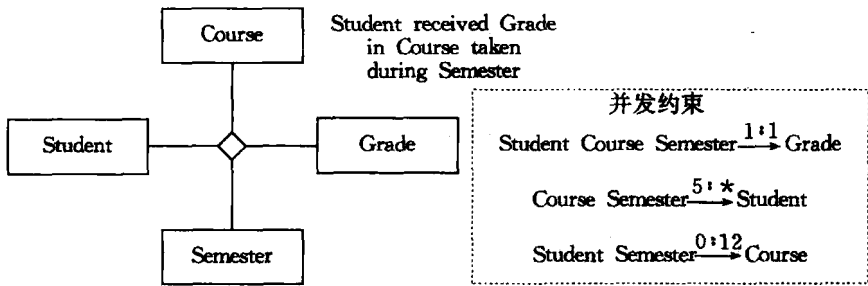 Course
Student received Grade
in Course taken
during Semester
Student
Grade
Semester
并发约束
Student Course Semester 1:1 Grade
Course Semester 5:* Student
Student Semester 0:12 Course